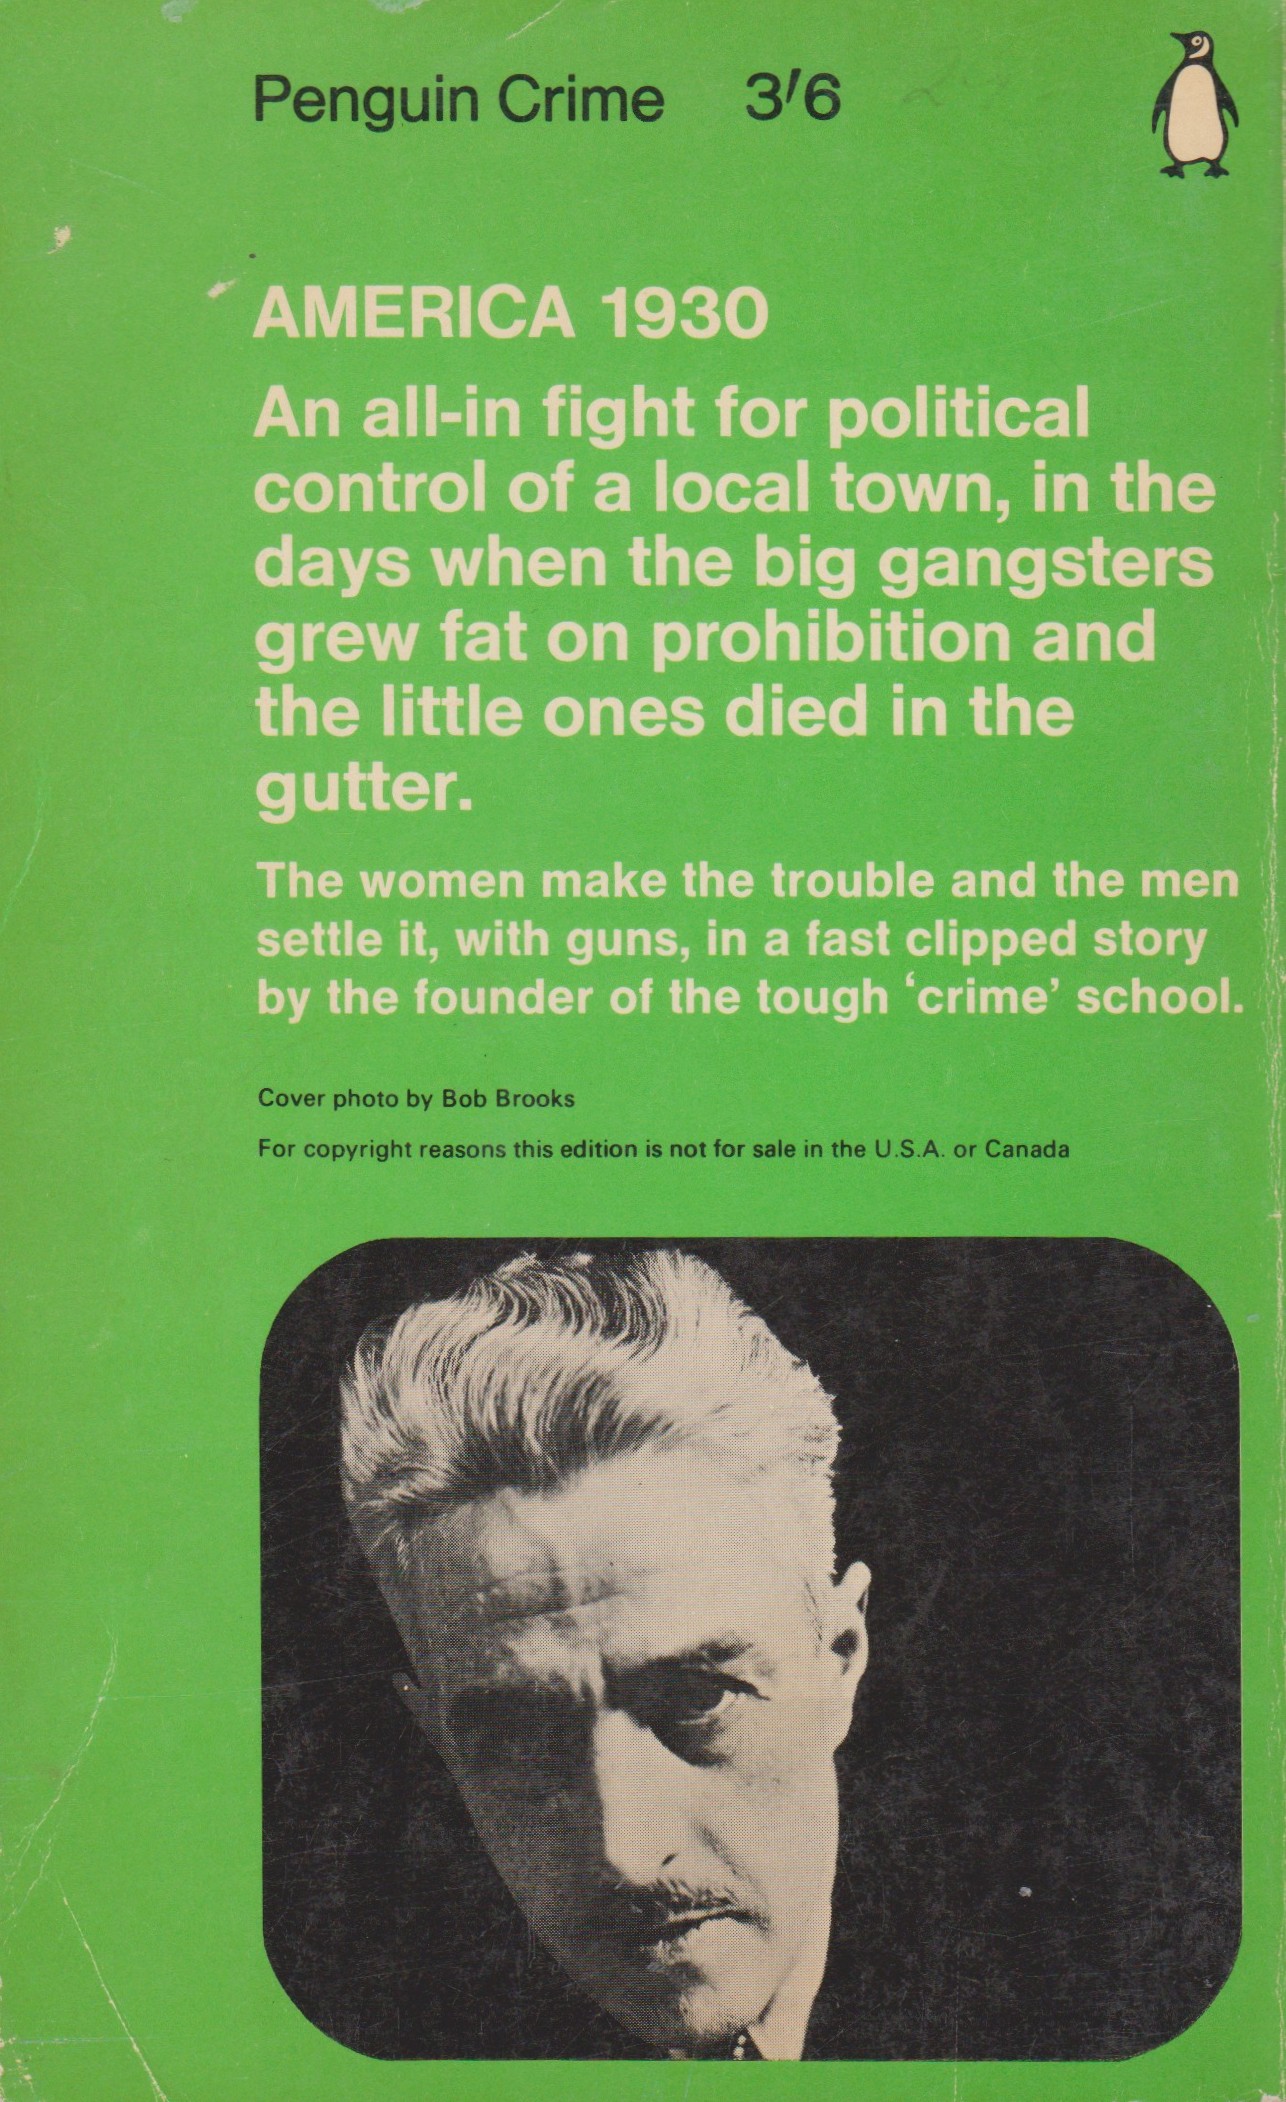 Penguin Crime 3'6
AMERICA 1930
An all-in fight for political
control of a local town, in the
days when the big gangsters
grew fat on prohibition and
the little ones died in the
gutter.
The women make the trouble and the men
settle it, with guns, in a fast clipped story
by the founder of the tough ‘crime’ school.
Cover photo by Bob Brooks
For copyright reasons this edition is not for sale in the U.S.A. or Canada